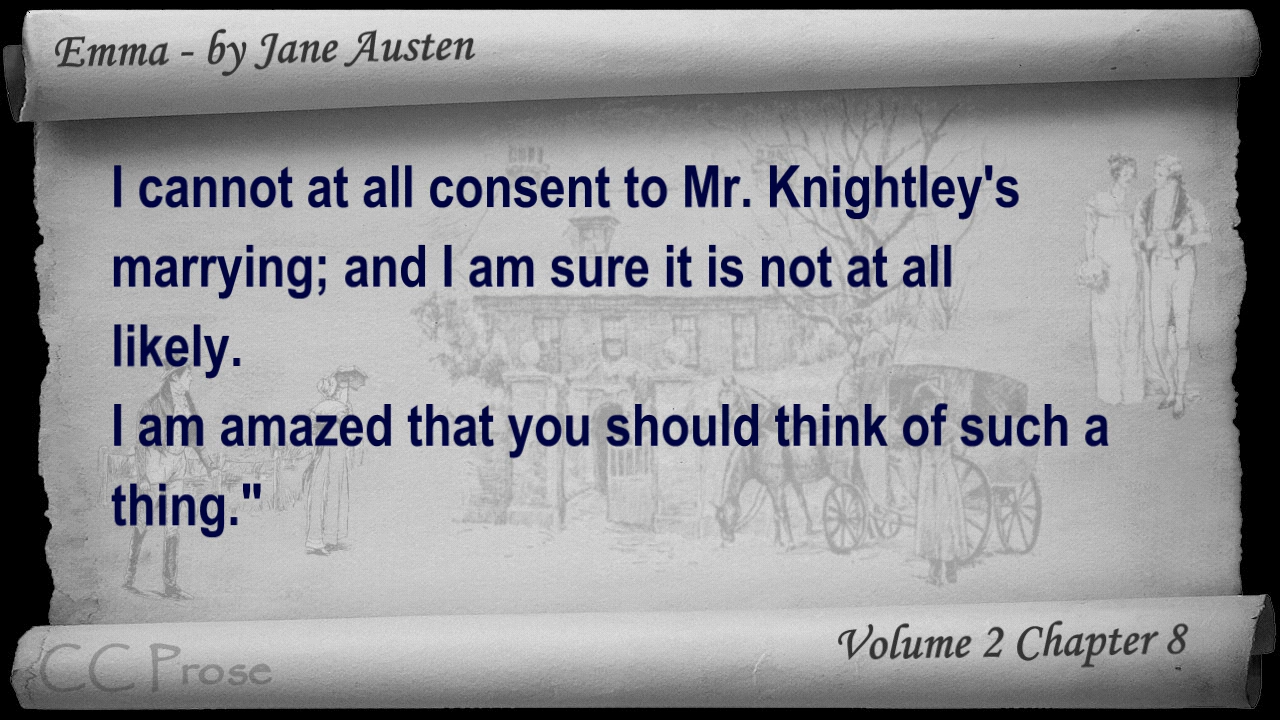 Emma - by Jane Austen
I cannot at all consent to Mr. Knightley's
marrying; and I am sure it is not at all
likely.
I am amazed that you should think of such a
thing."
Volume 2 Chapter 8
CC Prose